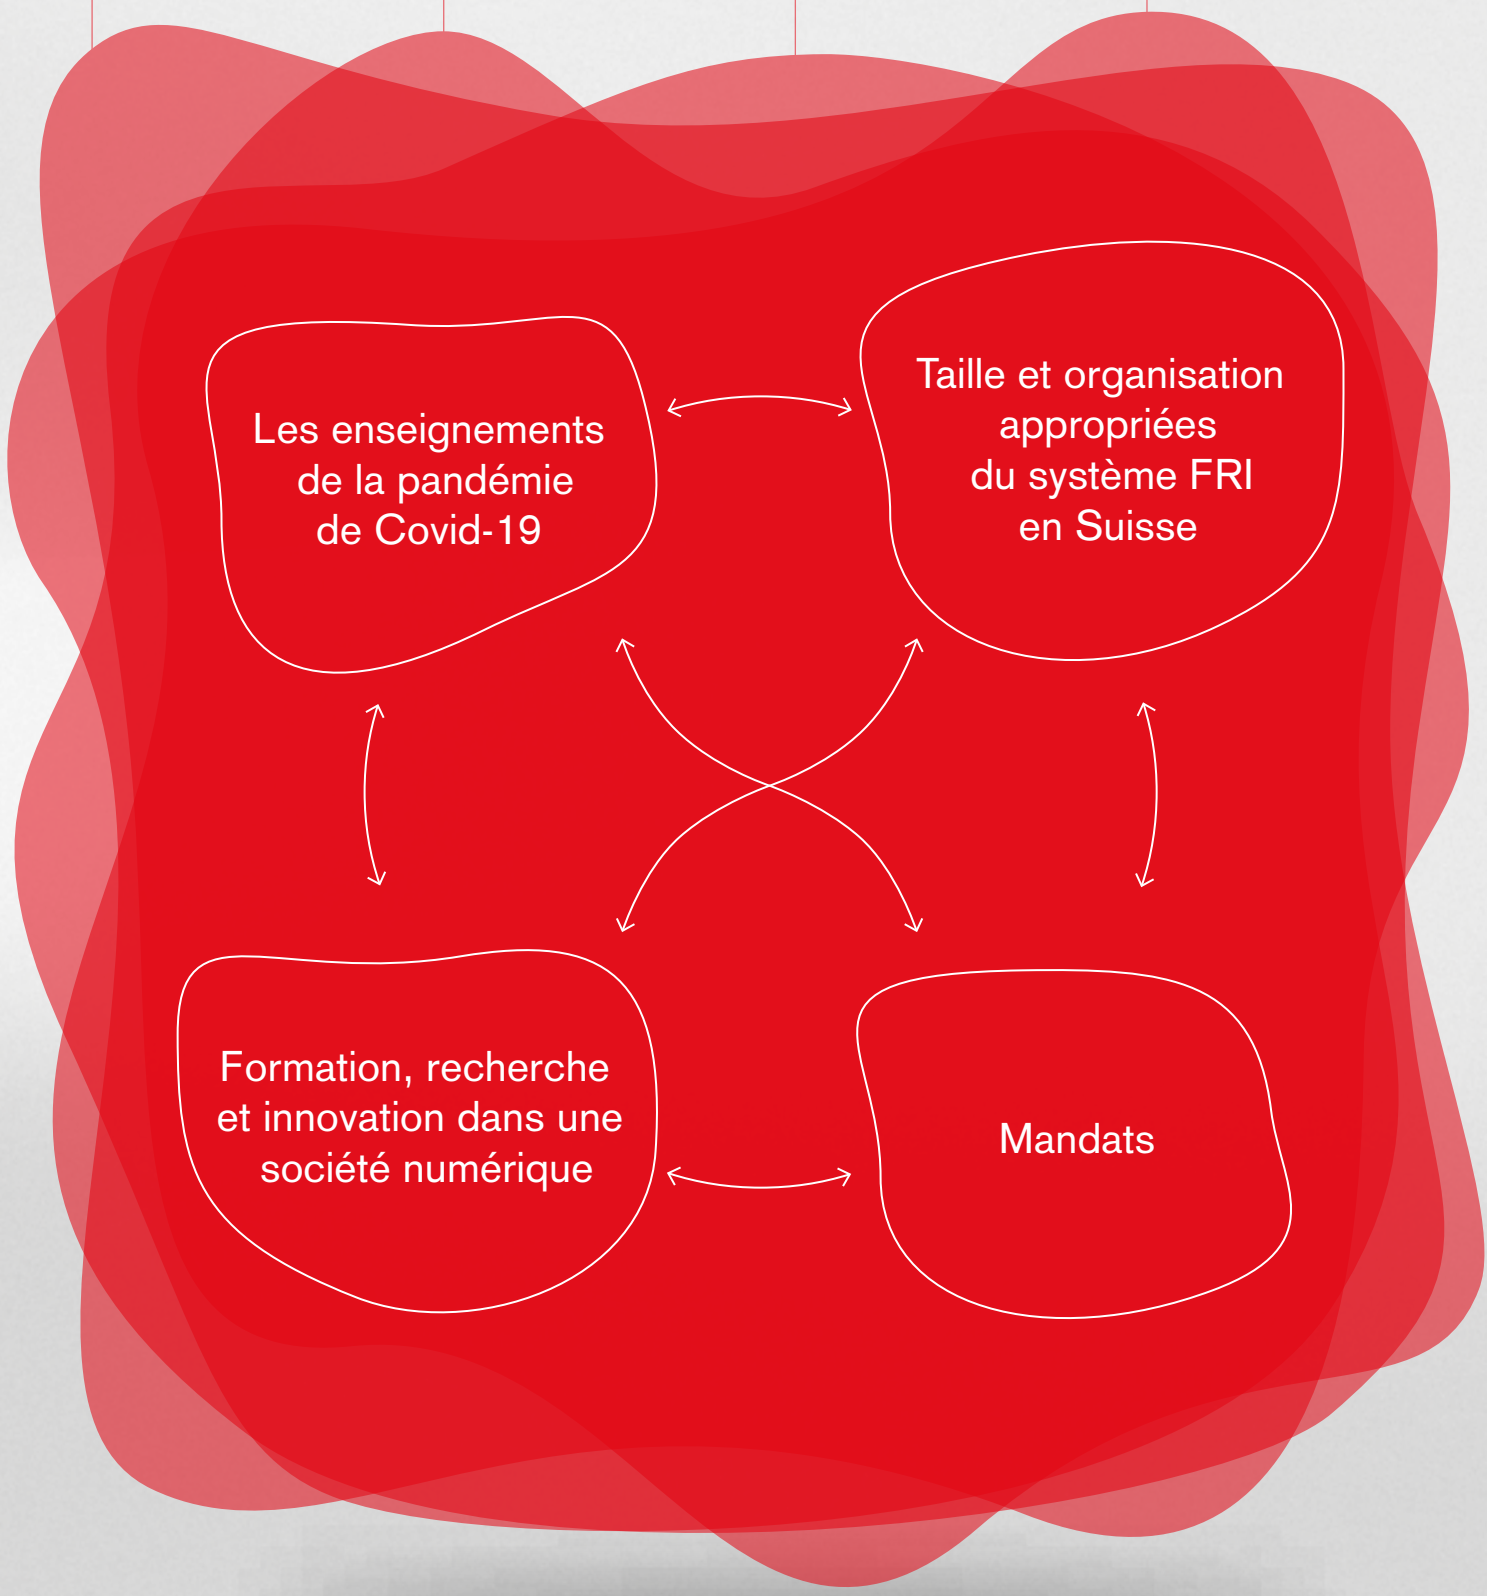 Les enseignements
de la pandémie
de Covid-19
Taille et organisation
appropriées
du système FRI
en Suisse
Formation, recherche
et innovation dans une
société numérique
Mandats